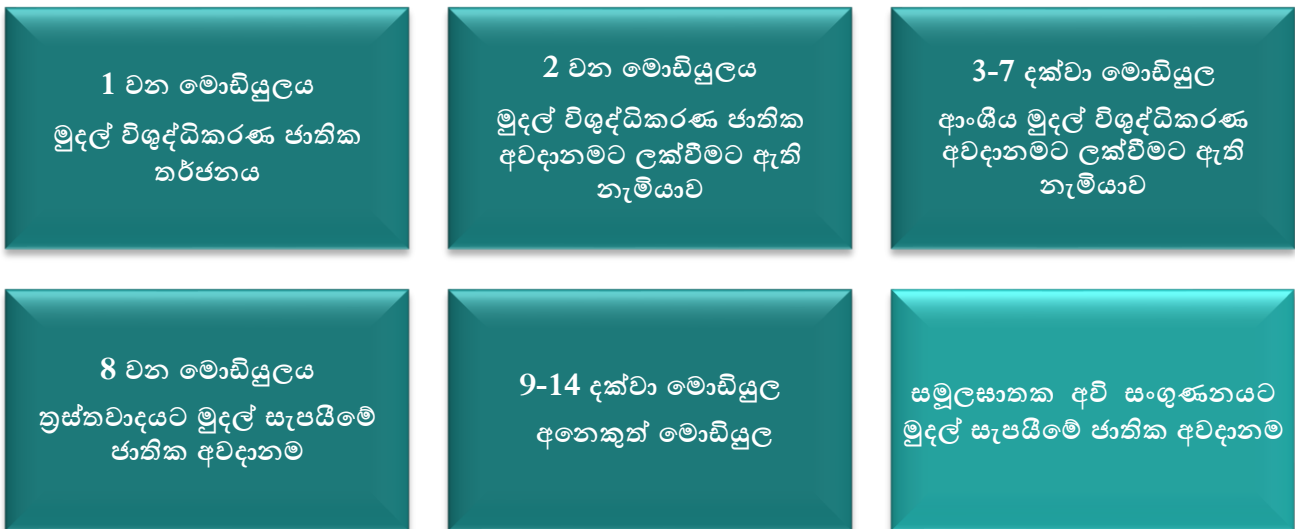 1 වන මොඩියුලය
මුදල් විශුද්ධිකරණ ජාතික
තර්ජනය
2 වන මොඩියුලය
මුදල් විශුද්ධිකරණ ජාතික
අවදානමට ලක්වීමට ඇති
නැමියාව
3-7 දක්වා මොඩියුල
ආංශීය මුදල් විශුද්ධිකරණ
අවදානමට ලක්වීමට ඇති
නැමියාව
8 වන මොඩියුලය
ත්‍රස්තවාදයට මුදල් සැපයීමේ
ජාතික අවදානම
9-14 දක්වා මොඩියුල
අනෙකුත් මොඩියුල
සමූලඝාතක අවි සංගුණනයට
මුදල් සැපයීමේ ජාතික අවදානම